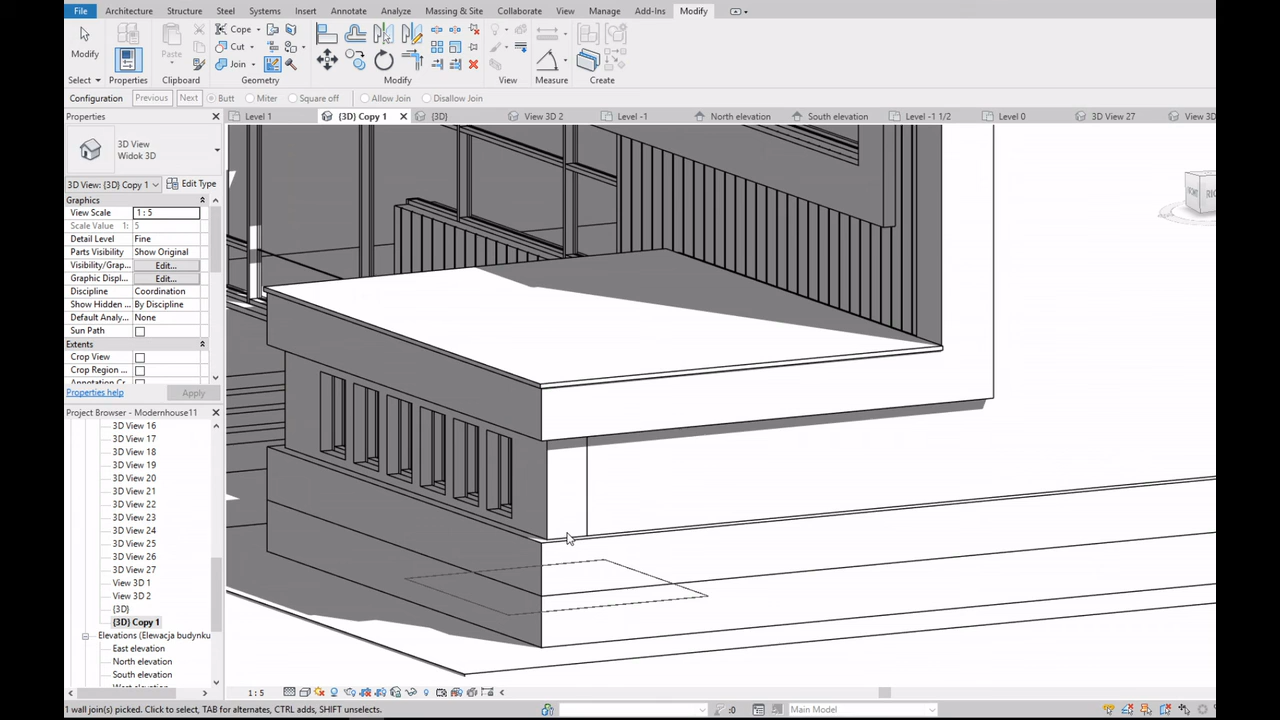 File Architecture Structure Steel Systems Insert Annotate Analyze Massing & Site Collaborate View Manage Add-Ins Modify
Modify Paste Cope Cut Join
Select Properties Clipboard Geometry Modify View Measure Create
Configuration Previous Next Butt Miter Square off Allow Join Disallow Join
Properties
Level 1 {3D} Copy 1 {3D} View 3D 2 Level -1 North elevation South elevation Level -1 1/2 Level 0 3D View 27 View 3D
3D View
Widok 3D
3D View: {3D} Copy 1 Edit Type
Graphics
View Scale 1 : 5
Scale Value 1: 5
Detail Level Fine
Parts Visibility Show Original
Visibility/Grap... Edit...
Graphic Displ... Edit...
Discipline Coordination
Show Hidden ... By Discipline
Default Analy... None
Sun Path
Extents
Crop View
Crop Region ...
Annotation Cr
Properties help Apply
Project Browser - Modernhouse11
3D View 16
3D View 17
3D View 18
3D View 19
3D View 20
3D View 21
3D View 22
3D View 23
3D View 24
3D View 25
3D View 26
3D View 27
View 3D 1
View 3D 2
{3D}
{3D} Copy 1
Elevations (Elewacja budynku
East elevation
North elevation
South elevation
West elevation
1 : 5
1 wall join(s) picked. Click to select, TAB for alternates, CTRL adds, SHIFT unselects.
:0 Main Model